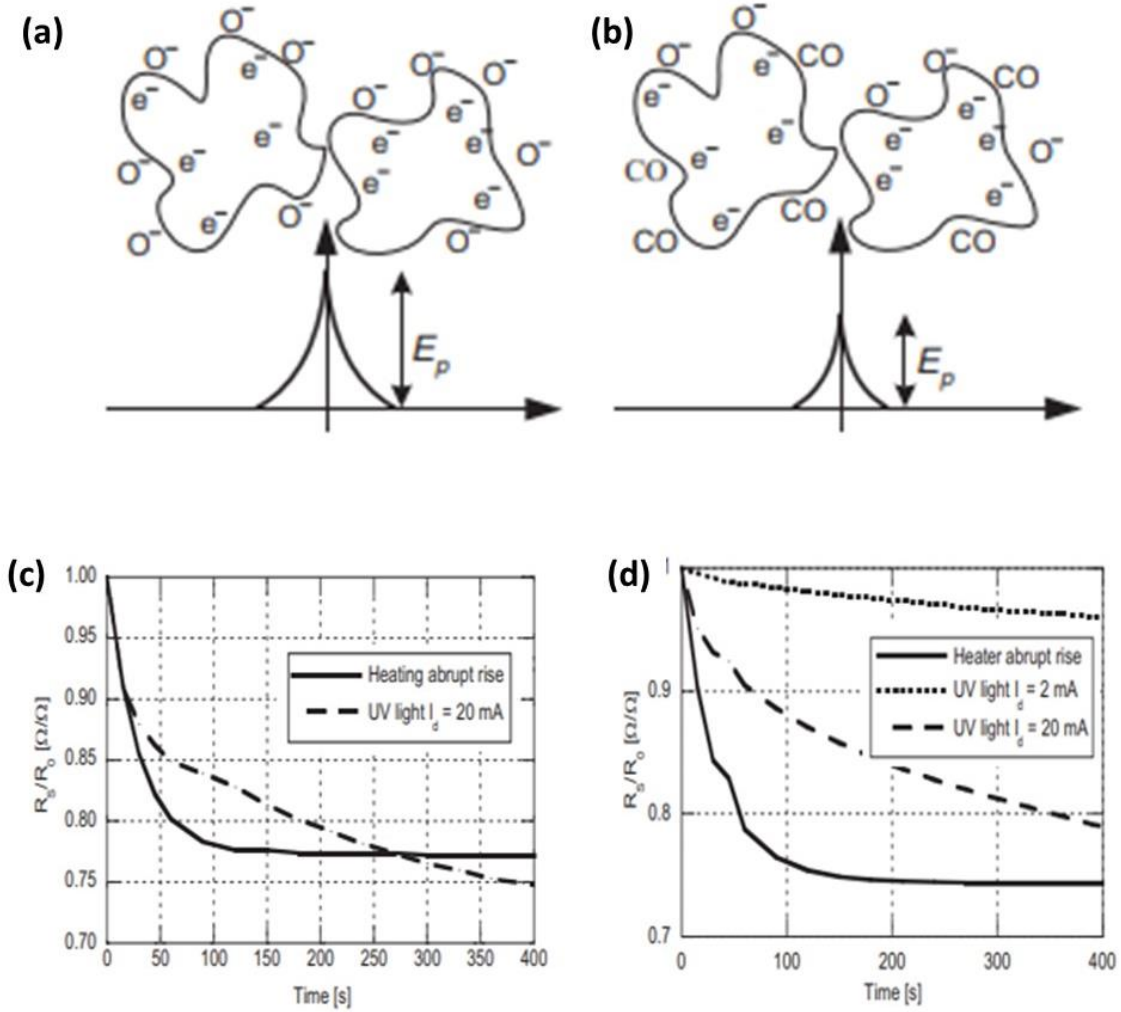 (a)
O⁻ O⁻ O⁻ O⁻ O⁻
e⁻ e⁻ O⁻ e⁻
e⁻ e⁻ e⁻ O⁻
O⁻ e⁻ e⁻
e⁻ O⁻ e⁻
O⁻ O⁻
E_p
(b)
O⁻ O⁻ CO O⁻ CO
e⁻ e⁻ O⁻ e⁻
e⁻ e⁻ e⁻ O⁻
CO e⁻ e⁻
e⁻ CO e⁻
CO CO
E_p
(c)
1.00
0.95
0.90
0.85
0.80
0.75
0.70
R_s/R_o [Ω/Ω]
Heating abrupt rise
UV light I_d = 20 mA
0 50 100 150 200 250 300 350 400
Time [s]
(d)
1
0.9
0.8
0.7
R_s/R_o [Ω/Ω]
Heater abrupt rise
UV light I_d = 2 mA
UV light I_d = 20 mA
0 100 200 300 400
Time [s]